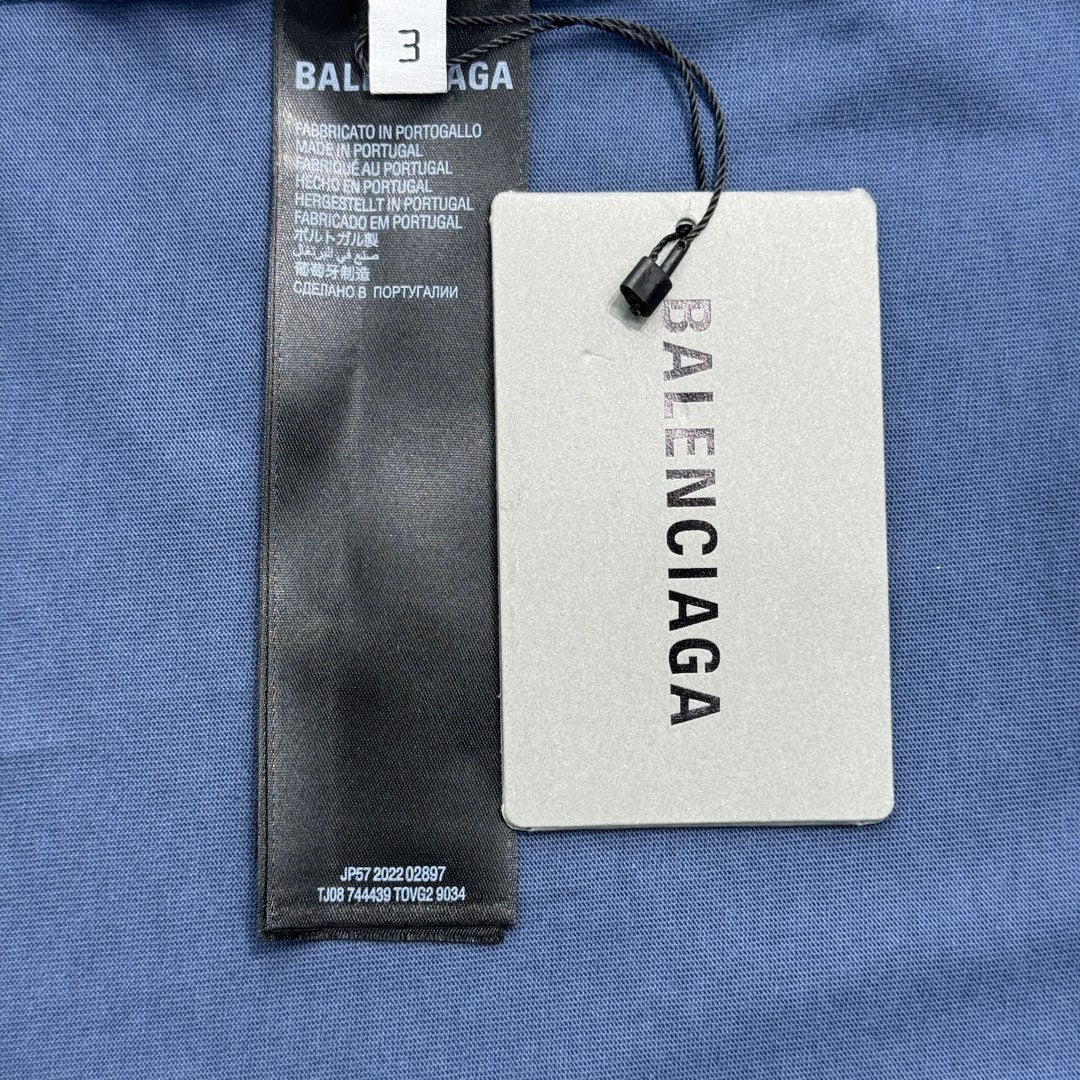 3
BALENCIAGA
FABBRICATO IN PORTOGALLO
MADE IN PORTUGAL
FABRIQUÉ AU PORTUGAL
HECHO EN PORTUGAL
HERGESTELLT IN PORTUGAL
FABRICADO EM PORTUGAL
ポルトガル製
صنع في البرتغال
葡萄牙制造
СДЕЛАНО В ПОРТУГАЛИИ
JP57 2022 02897
TJ08 744439 TOVG2 9034
BALENCIAGA